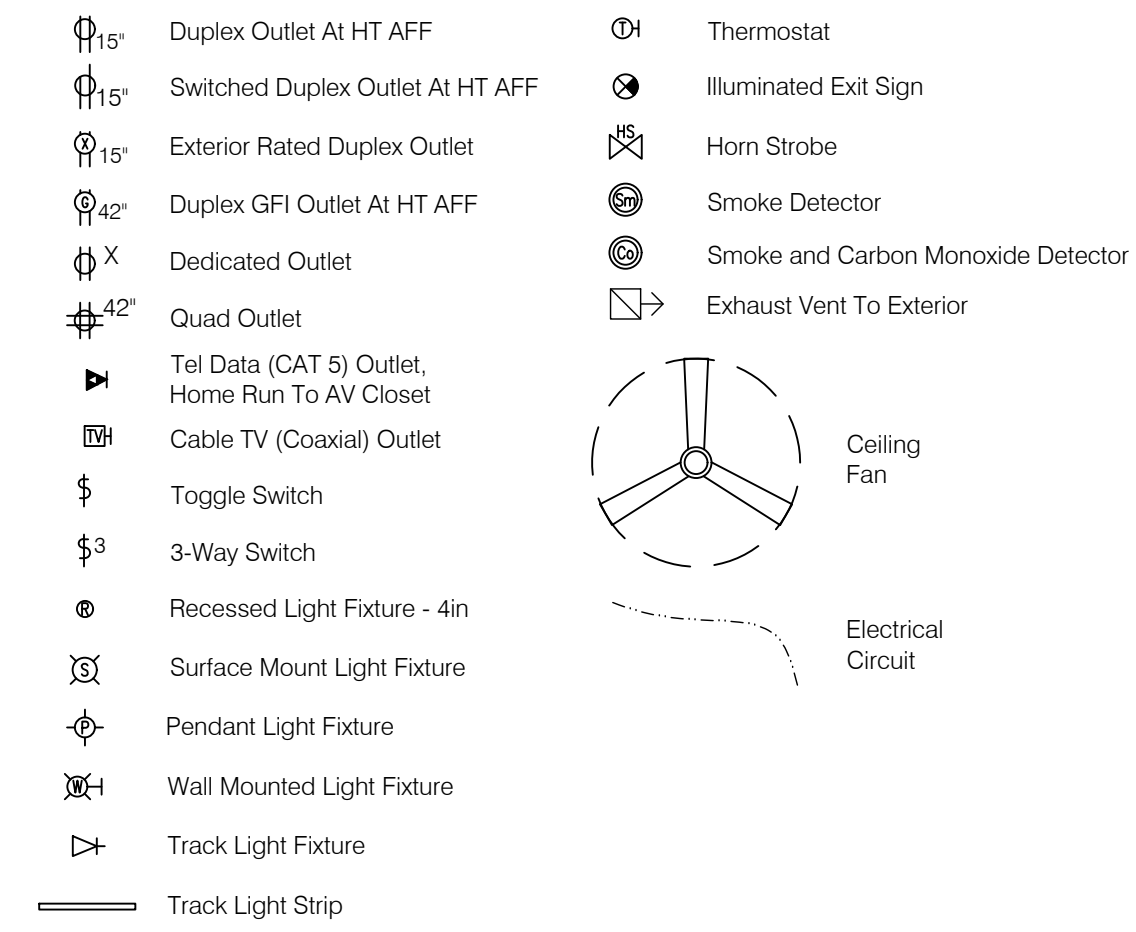 15" Duplex Outlet At HT AFF
15" Switched Duplex Outlet At HT AFF
X 15" Exterior Rated Duplex Outlet
G 42" Duplex GFI Outlet At HT AFF
X Dedicated Outlet
42" Quad Outlet
Tel Data (CAT 5) Outlet,
Home Run To AV Closet
TV Cable TV (Coaxial) Outlet
$ Toggle Switch
$3 3-Way Switch
R Recessed Light Fixture - 4in
S Surface Mount Light Fixture
P Pendant Light Fixture
W Wall Mounted Light Fixture
Track Light Fixture
Track Light Strip
T Thermostat
Illuminated Exit Sign
HS Horn Strobe
Sm Smoke Detector
Co Smoke and Carbon Monoxide Detector
Exhaust Vent To Exterior
Ceiling
Fan
Electrical
Circuit